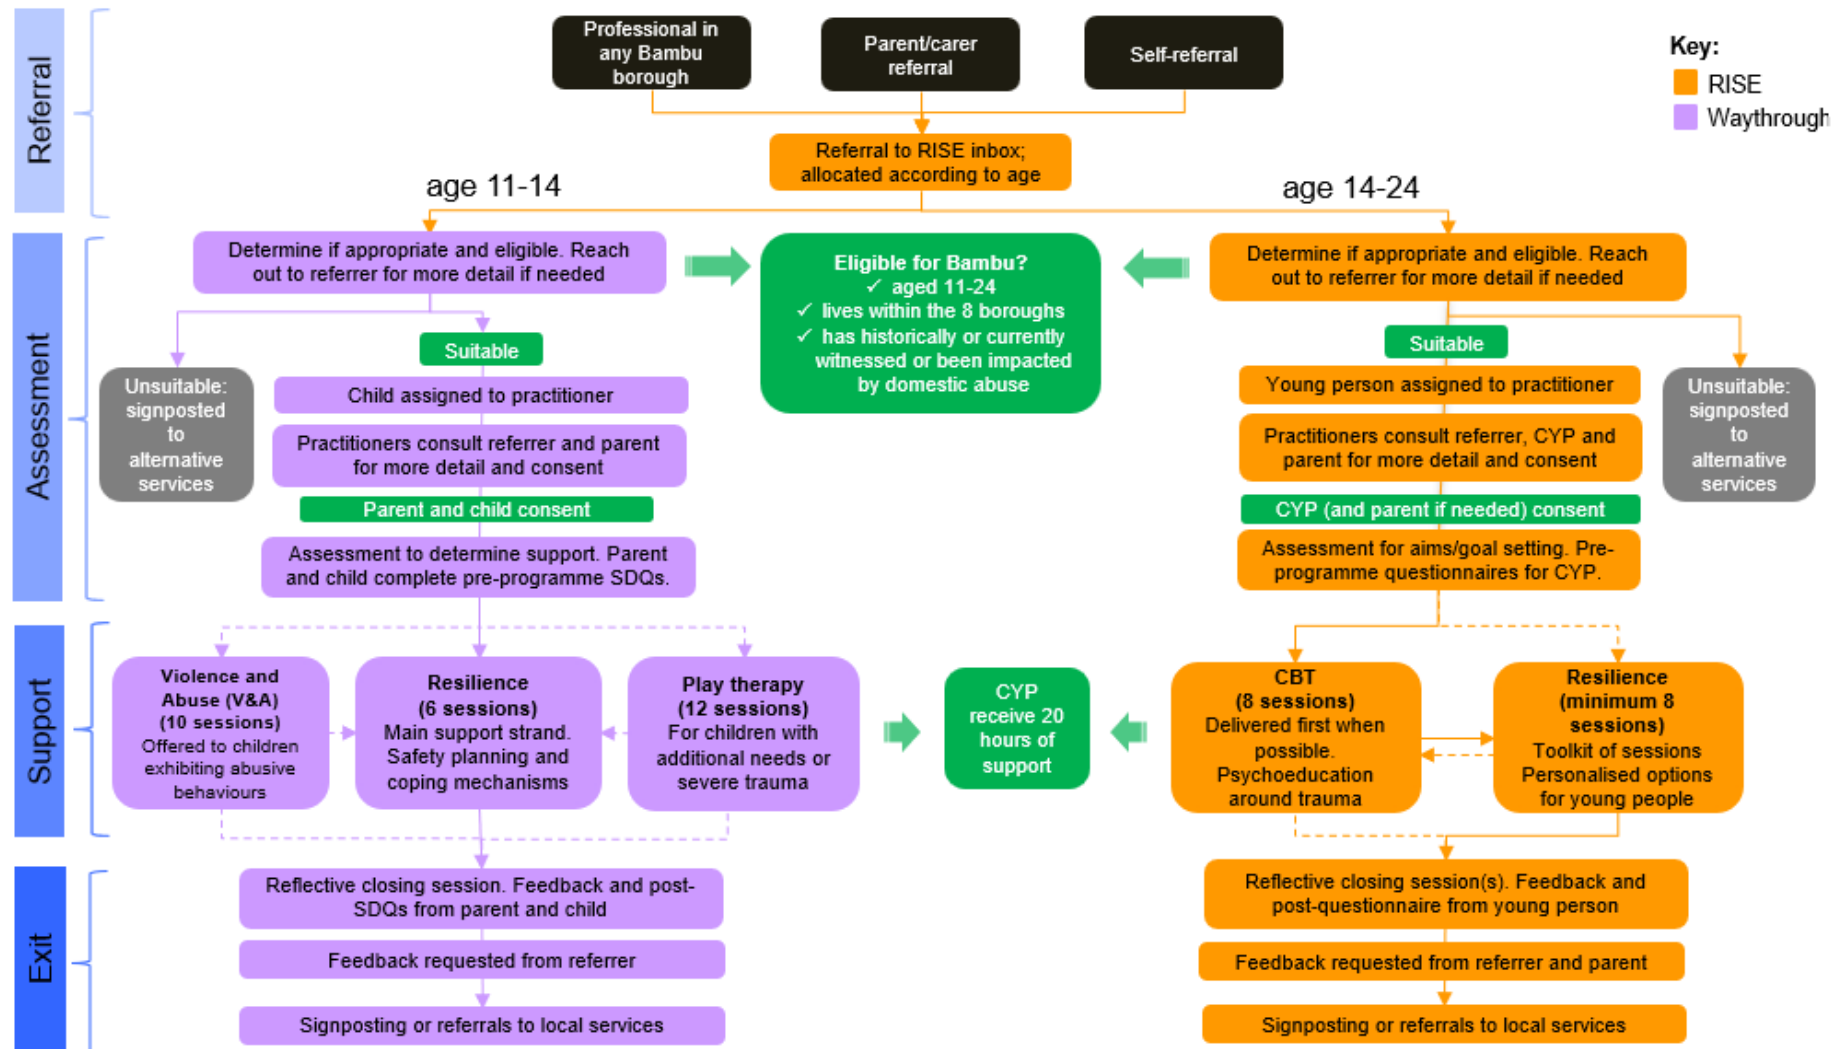 Referral
Professional in
any Bambu
borough
Parent/carer
referral
Self-referral
Key:
RISE
Waythrough
Referral to RISE inbox;
allocated according to age
age 11-14
age 14-24
Assessment
Determine if appropriate and eligible. Reach
out to referrer for more detail if needed
Eligible for Bambu?
✓ aged 11-24
✓ lives within the 8 boroughs
✓ has historically or currently
witnessed or been impacted
by domestic abuse
Determine if appropriate and eligible. Reach
out to referrer for more detail if needed
Unsuitable:
signposted
to
alternative
services
Suitable
Child assigned to practitioner
Practitioners consult referrer and parent
for more detail and consent
Parent and child consent
Assessment to determine support. Parent
and child complete pre-programme SDQs.
Suitable
Young person assigned to practitioner
Practitioners consult referrer, CYP and
parent for more detail and consent
CYP (and parent if needed) consent
Assessment for aims/goal setting. Pre-
programme questionnaires for CYP.
Unsuitable:
signposted
to
alternative
services
Support
Violence and
Abuse (V&A)
(10 sessions)
Offered to children
exhibiting abusive
behaviours
Resilience
(6 sessions)
Main support strand.
Safety planning and
coping mechanisms
Play therapy
(12 sessions)
For children with
additional needs or
severe trauma
CYP
receive 20
hours of
support
CBT
(8 sessions)
Delivered first when
possible.
Psychoeducation
around trauma
Resilience
(minimum 8
sessions)
Toolkit of sessions
Personalised options
for young people
Exit
Reflective closing session. Feedback and post-
SDQs from parent and child
Feedback requested from referrer
Signposting or referrals to local services
Reflective closing session(s). Feedback and
post-questionnaire from young person
Feedback requested from referrer and parent
Signposting or referrals to local services